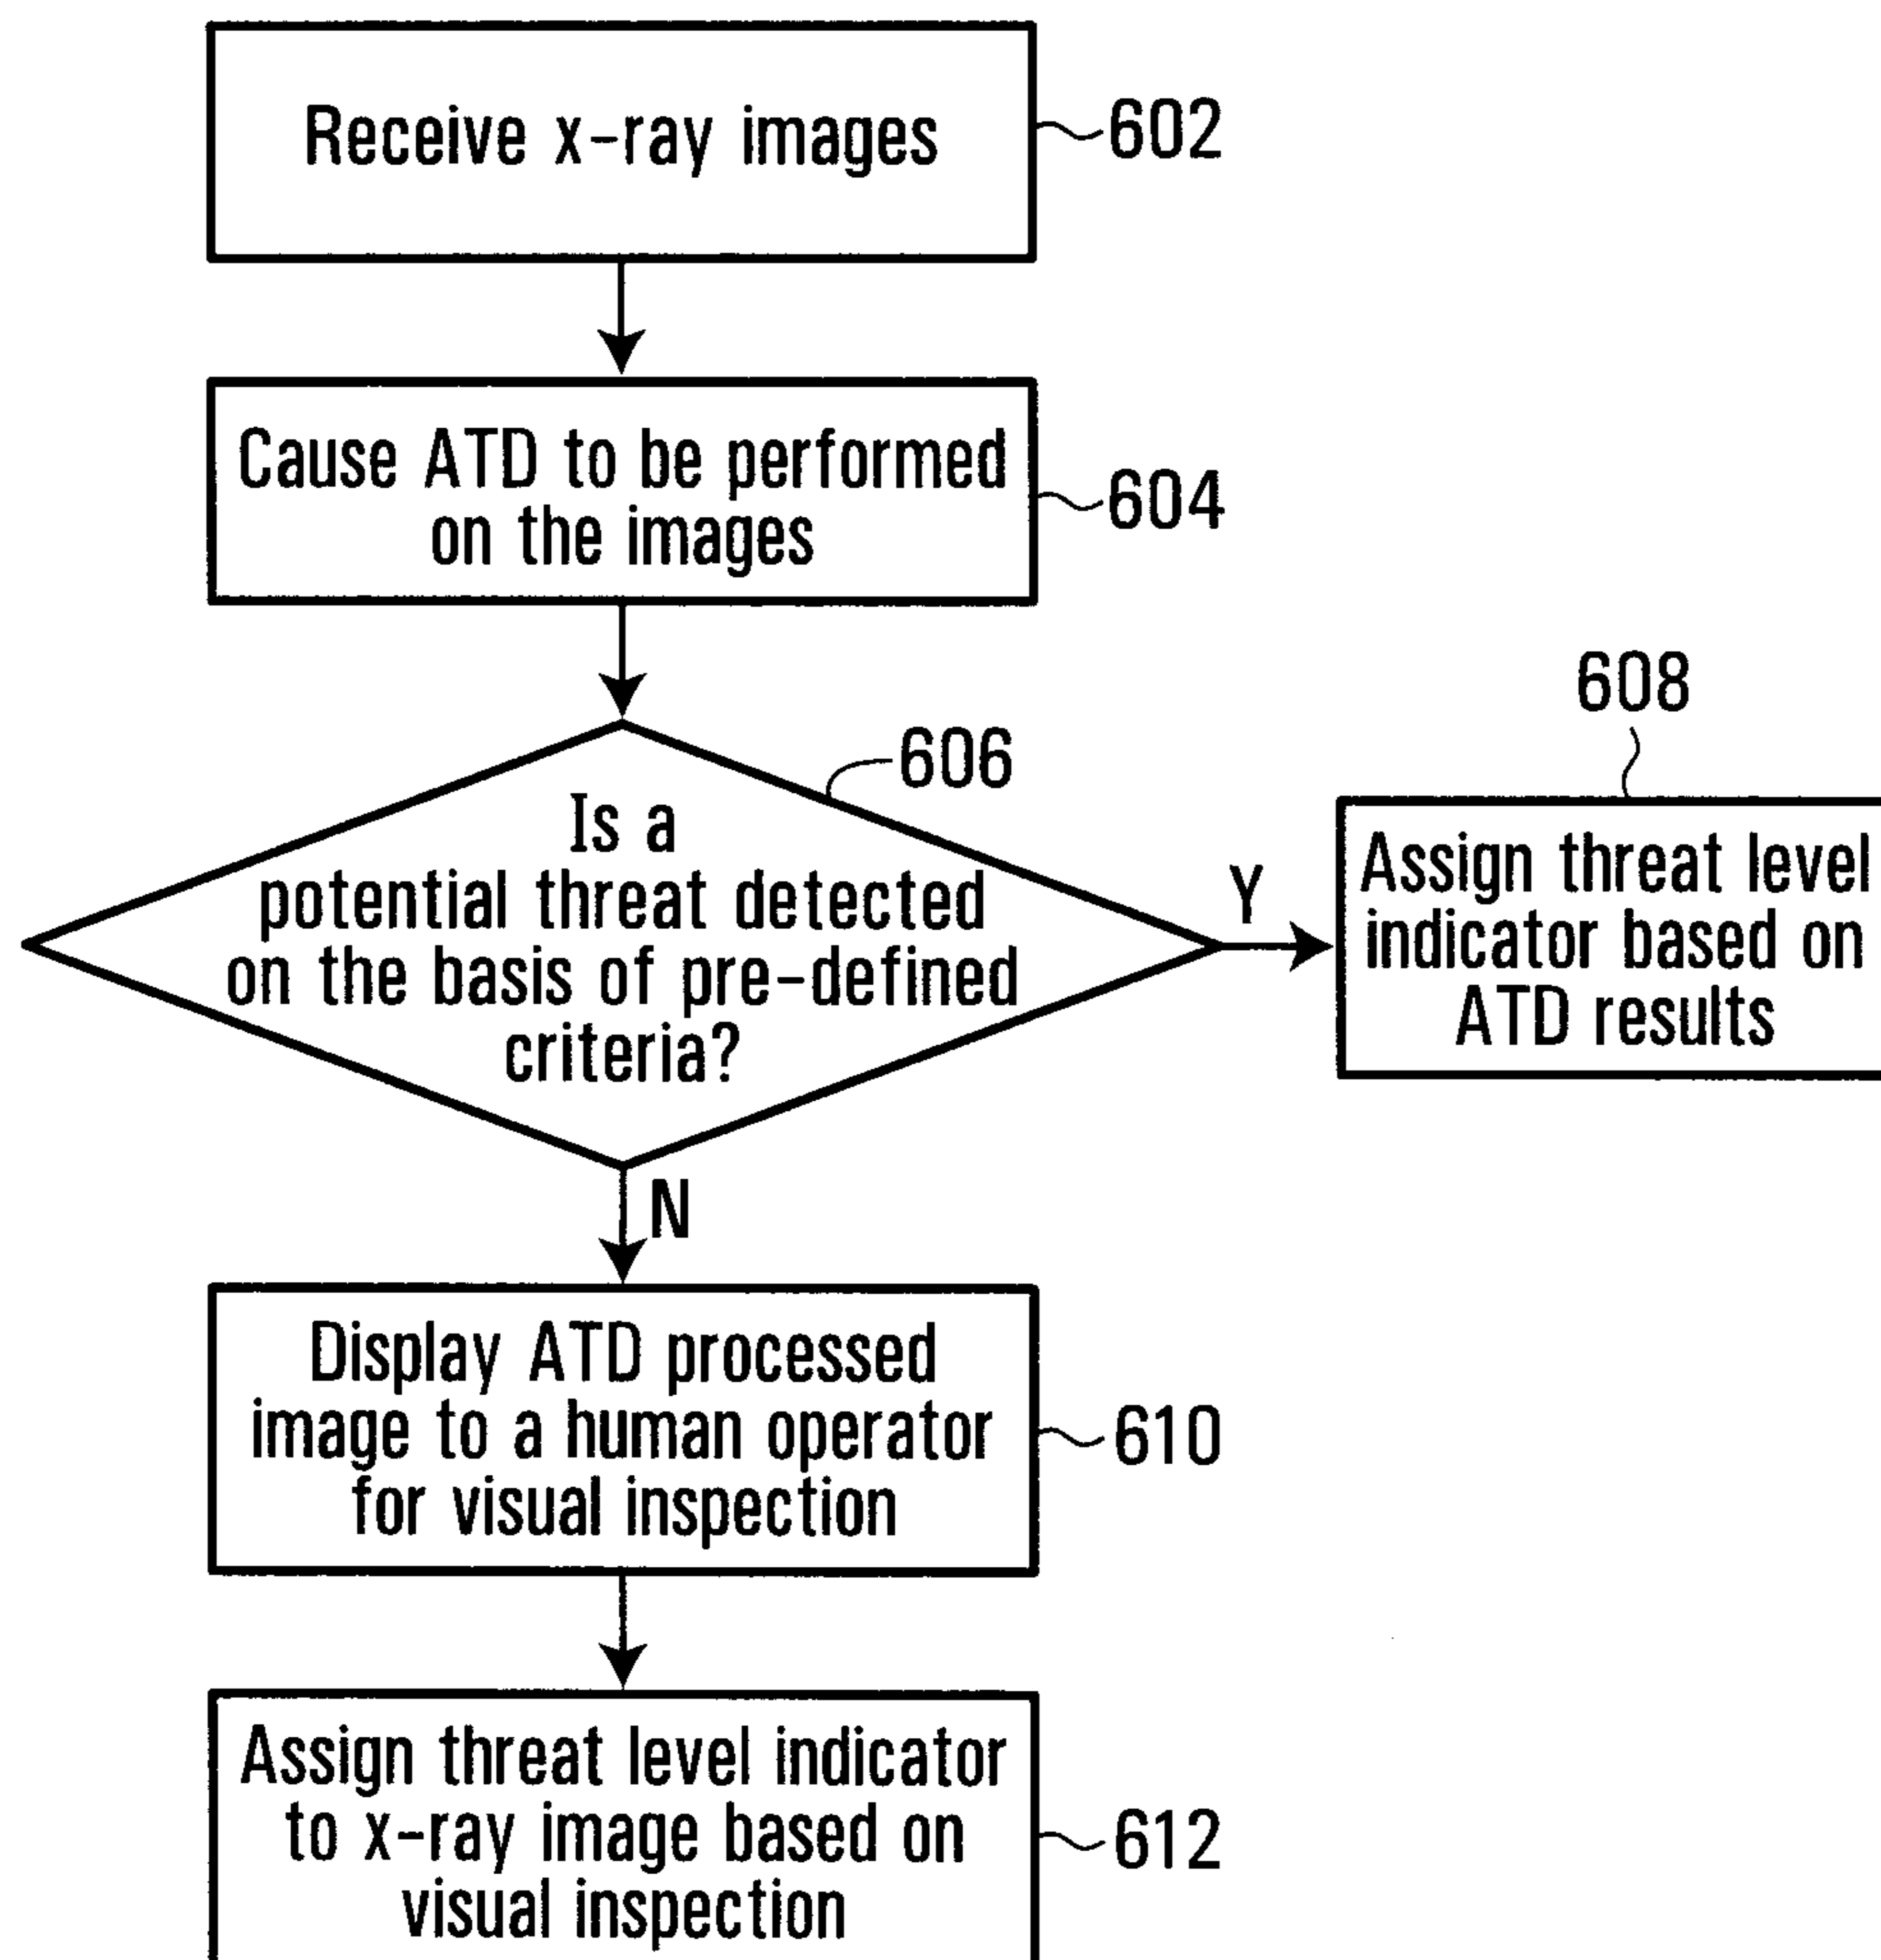 Receive x-ray images
602
Cause ATD to be performed
on the images
604
606
Is a
potential threat detected
on the basis of pre-defined
criteria?
Y
608
Assign threat level
indicator based on
ATD results
N
Display ATD processed
image to a human operator
for visual inspection
610
Assign threat level indicator
to x-ray image based on
visual inspection
612